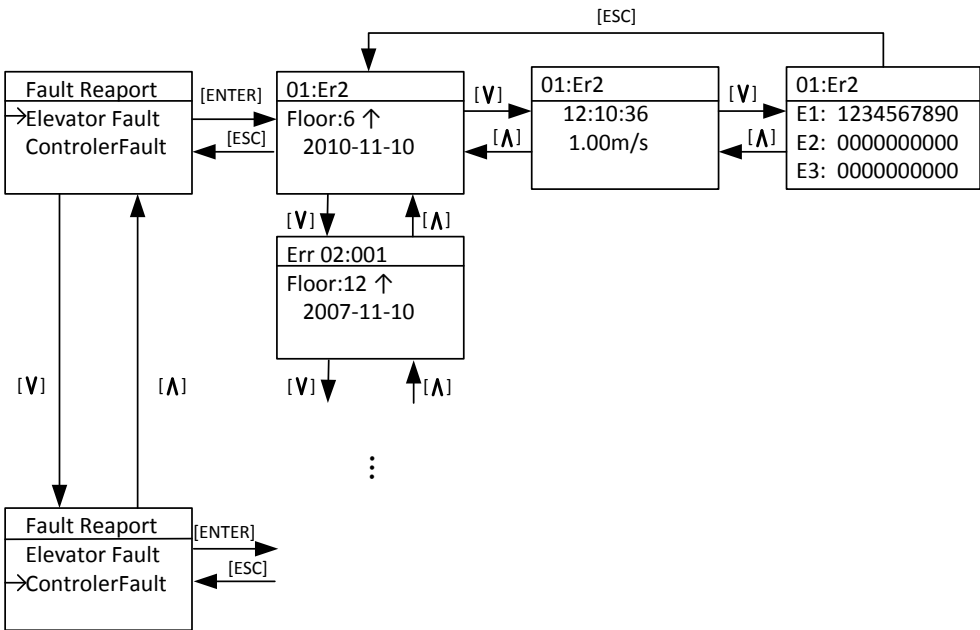 [ESC]
Fault Reaport
→Elevator Fault
ControlerFault
[ENTER]
[ESC]
01:Er2
Floor:6 ↑
2010-11-10
[V]
[Λ]
01:Er2
12:10:36
1.00m/s
[V]
[Λ]
01:Er2
E1: 1234567890
E2: 0000000000
E3: 0000000000
[V]
[Λ]
Err 02:001
Floor:12 ↑
2007-11-10
[V]
[Λ]
[V]
[Λ]
⋮
Fault Reaport
Elevator Fault
→ControlerFault
[ENTER]
[ESC]